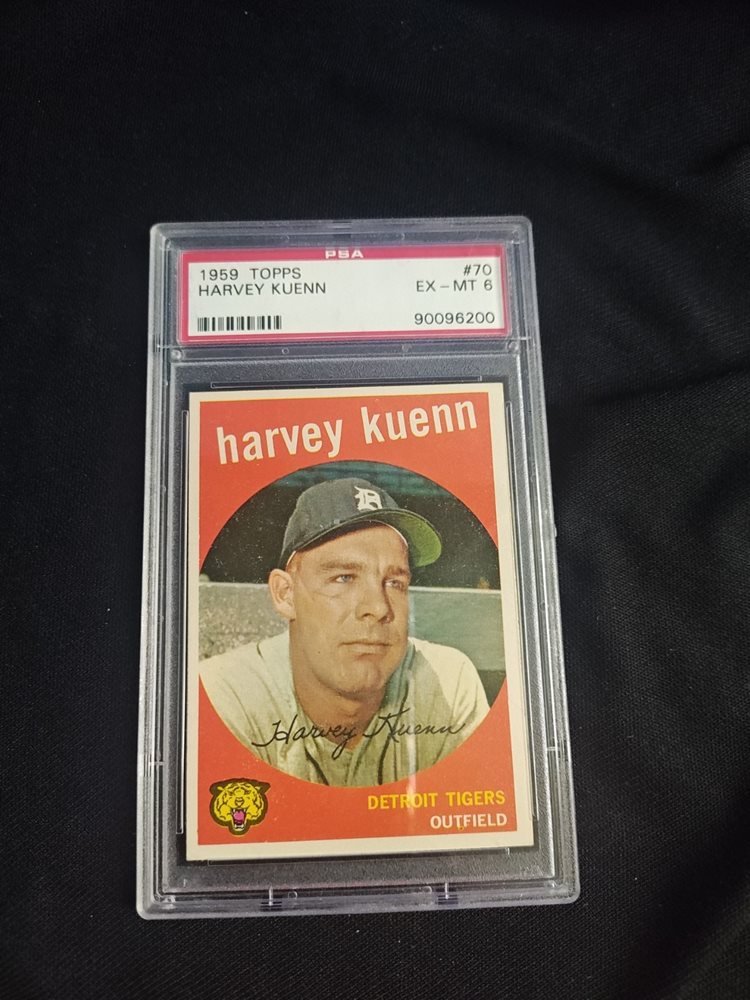 PSA
1959 TOPPS #70
HARVEY KUENN EX - MT 6
90096200
harvey kuenn
D
Harvey Kuenn
DETROIT TIGERS
OUTFIELD